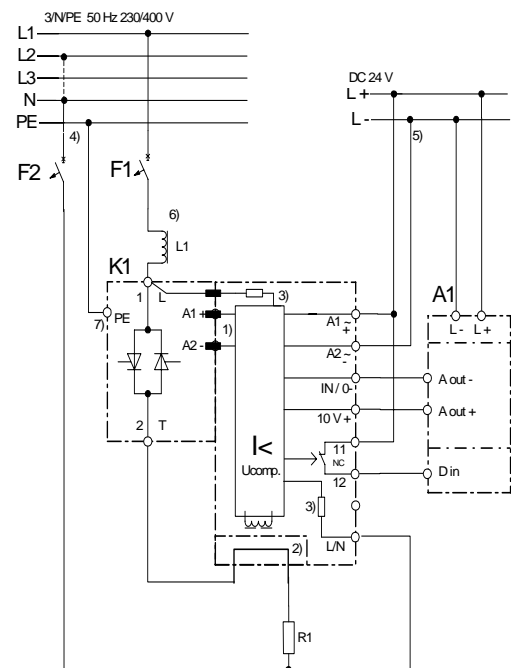 3/N/PE 50 Hz 230/400 V
L1
L2
L3
N
PE
DC 24 V
L +
L -
4)
5)
F2
F1
6)
L1
K1
A1
1
L
3)
7)
PE
A1 +
1)
A1 ~
+
L -
L +
A2 -
A2 ~
-
IN / 0-
A out -
10 V +
A out +
2
T
I<
Ucomp.
11
NC
12
D in
3)
2)
L/N
R1